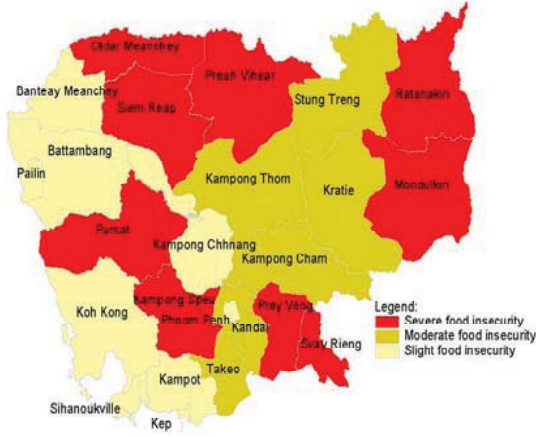 Otdar Meanchey
Preah Vihear
Banteay Meanchey
Siem Reap
Stung Treng
Ratanakiri
Battambang
Pailin
Kampong Thom
Kratie
Mondulkiri
Pursat
Kampong Chhnang
Kampong Cham
Koh Kong
Kampong Speu
Phnom Penh
Prey Veng
Kandal
Svay Rieng
Takeo
Kampot
Sihanoukville
Kep
Legend:
Severe food insecurity
Moderate food insecurity
Slight food insecurity